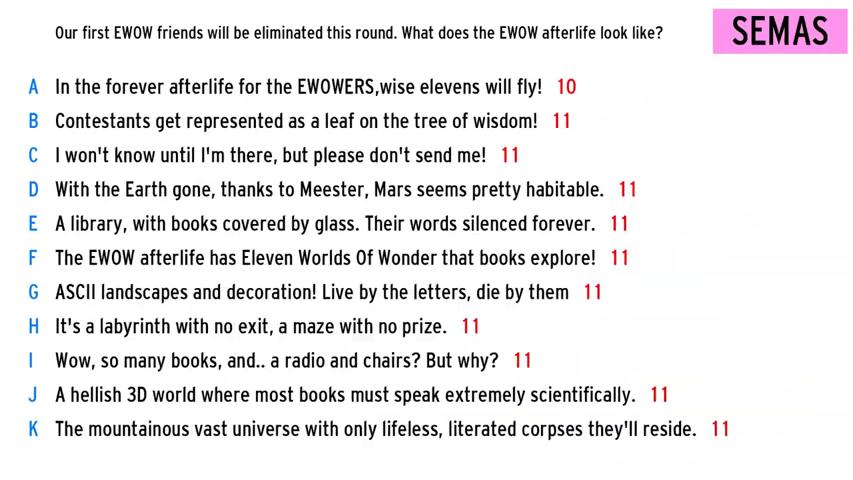 Our first EWOW friends will be eliminated this round. What does the EWOW afterlife look like?
SEMAS
A In the forever afterlife for the EWOWERS,wise elevens will fly! 10
B Contestants get represented as a leaf on the tree of wisdom! 11
C I won't know until I'm there, but please don't send me! 11
D With the Earth gone, thanks to Meester, Mars seems pretty habitable. 11
E A library, with books covered by glass. Their words silenced forever. 11
F The EWOW afterlife has Eleven Worlds Of Wonder that books explore! 11
G ASCII landscapes and decoration! Live by the letters, die by them 11
H It's a labyrinth with no exit, a maze with no prize. 11
I Wow, so many books, and.. a radio and chairs? But why? 11
J A hellish 3D world where most books must speak extremely scientifically. 11
K The mountainous vast universe with only lifeless, literated corpses they'll reside. 11